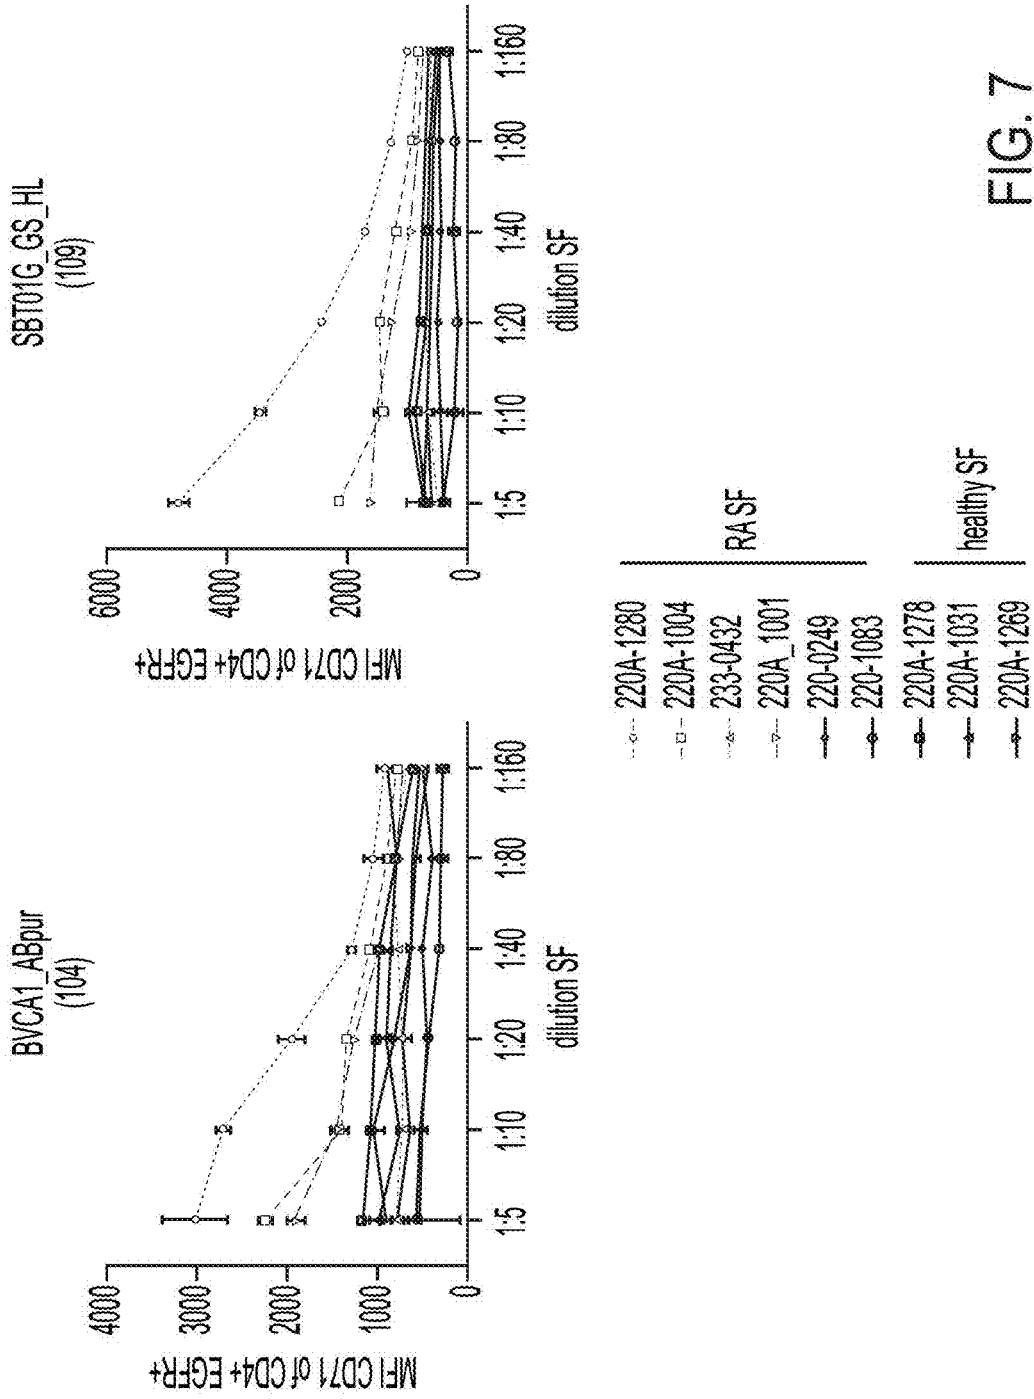 BVCA1_ABpur
(104)
MFI CD71 of CD4+ EGFR+
4000
3000
2000
1000
0
1:5
1:10
1:20
1:40
1:80
1:160
dilution SF
SBT01G_GS_HL
(109)
MFI CD71 of CD4+ EGFR+
6000
4000
2000
0
1:5
1:10
1:20
1:40
1:80
1:160
dilution SF
220A-1280
220A-1004
233-0432
220A_1001
220-0249
220-1083
RA SF
220A-1278
220A-1031
220A-1269
healthy SF
FIG. 7